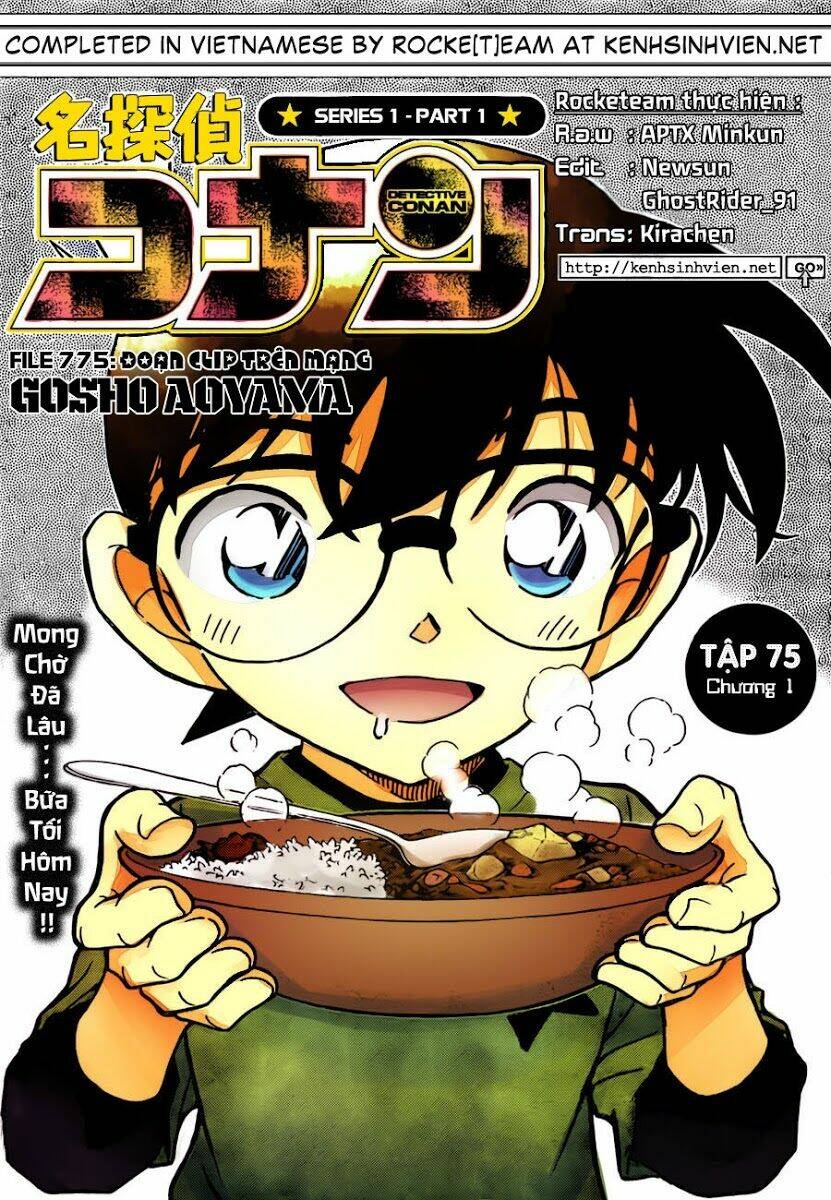 COMPLETED IN VIETNAMESE BY ROCKE[T]EAM AT KENHSINHVIEN.NET
名探偵
★ SERIES 1 - PART 1 ★
コナン
DETECTIVE
CONAN
Rocketeam thực hiện :
R.a.w : APTX Minkun
Edit : Newsun
GhostRider_91
Trans: Kirachen
http://kenhsinhvien.net GO»
FILE 775: ĐOẠN CLIP TRÊN MẠNG
GOSHO AOYAMA
Mong
Chờ
Đã
Lâu
...
Bữa
Tối
Hôm
Nay!!
TẬP 75
Chương 1